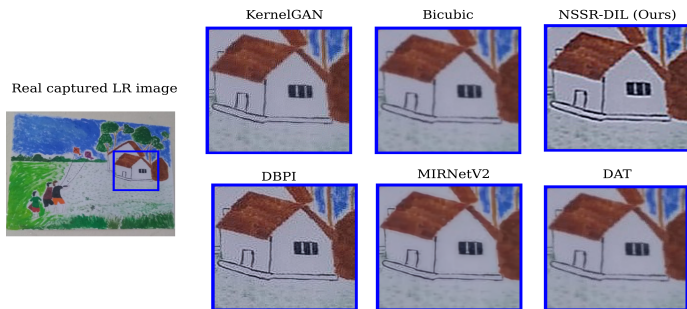 KernelGAN
Bicubic
NSSR-DIL (Ours)
Real captured LR image
DBPI
MIRNetV2
DAT